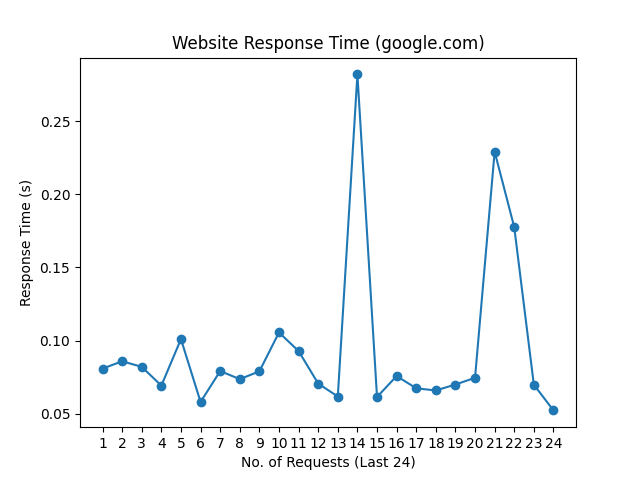 Website Response Time (google.com)
0.25
0.20
0.15
0.10
0.05
Response Time (s)
1 2 3 4 5 6 7 8 9 10 11 12 13 14 15 16 17 18 19 20 21 22 23 24
No. of Requests (Last 24)